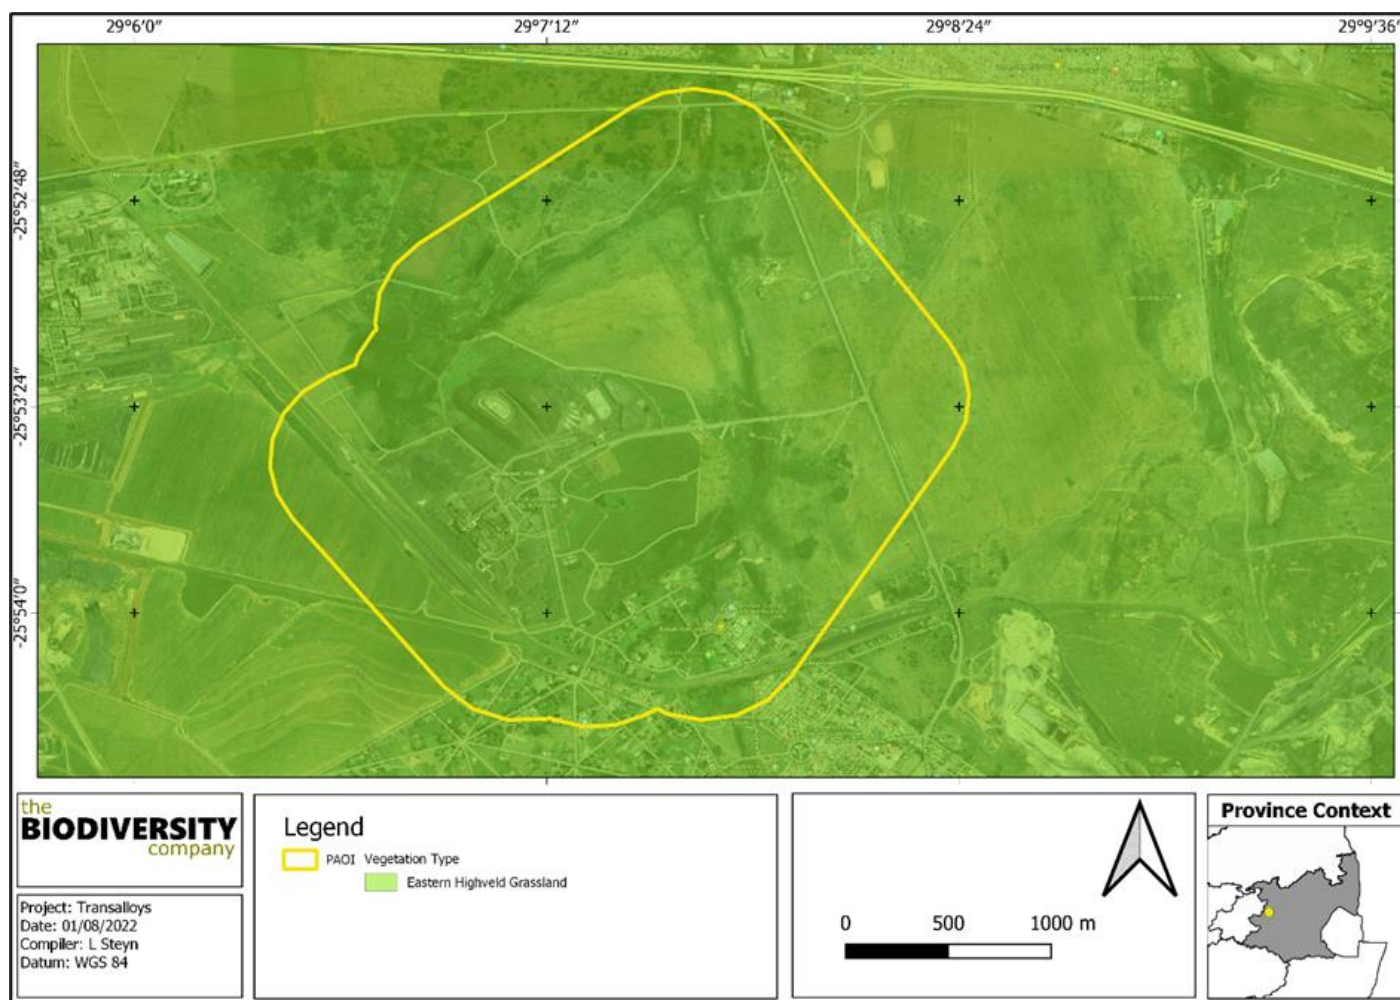 29°6'0"
29°7'12"
29°8'24"
29°9'36"
-25°52'48"
-25°53'24"
-25°54'0"
the
BIODIVERSITY
company
Project: Transalloys
Date: 01/08/2022
Compiler: L Steyn
Datum: WGS 84
Legend
PAOI Vegetation Type
Eastern Highveld Grassland
0 500 1000 m
Province Context